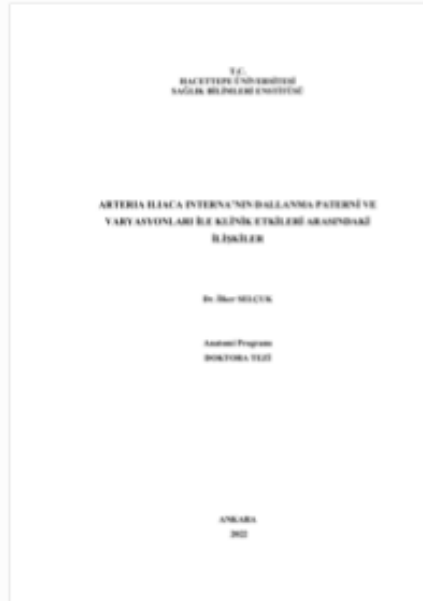 T.C.
HACETTEPE ÜNİVERSİTESİ
SAĞLIK BİLİMLERİ ENSTİTÜSÜ
ARTERIA ILIACA INTERNA'NIN DALLANMA PATERNİ VE
VARYASYONLARI İLE KLİNİK ETKİLERİ ARASINDAKİ
İLİŞKİLER
Dr. İlker SELÇUK
Anatomi Programı
DOKTORA TEZİ
ANKARA
2022